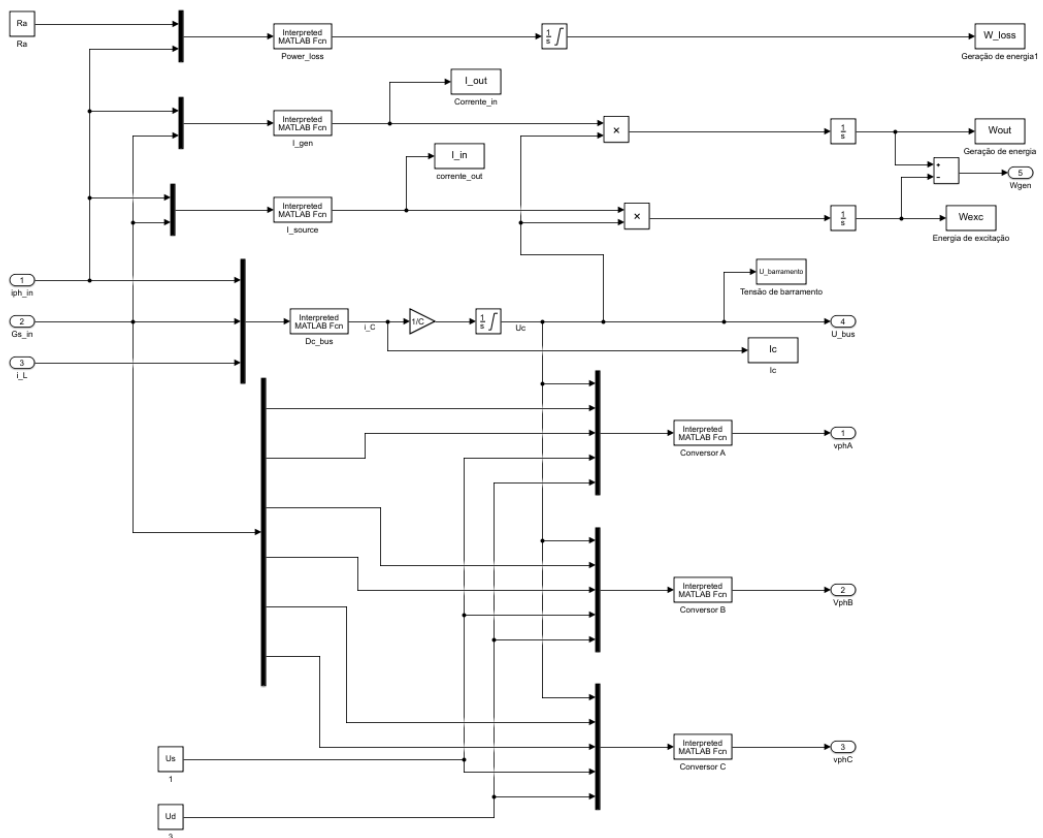 Ra
Ra
Interpreted
MATLAB Fcn
Power_loss
1
s
W_loss
Geração de energia1
I_out
Corrente_in
Interpreted
MATLAB Fcn
I_gen
×
1
s
Wout
Geração de energia
I_in
corrente_out
+
−
5
Wgen
Interpreted
MATLAB Fcn
I_source
×
1
s
Wexc
Energia de excitação
1
iph_in
U_barramento
Tensão de barramento
2
Gs_in
Interpreted
MATLAB Fcn
Dc_bus
i_C
1/C
1
s
Uc
4
U_bus
3
i_L
Ic
Ic
Interpreted
MATLAB Fcn
Conversor A
1
vphA
Interpreted
MATLAB Fcn
Conversor B
2
VphB
Interpreted
MATLAB Fcn
Conversor C
3
vphC
Us
1
Ud